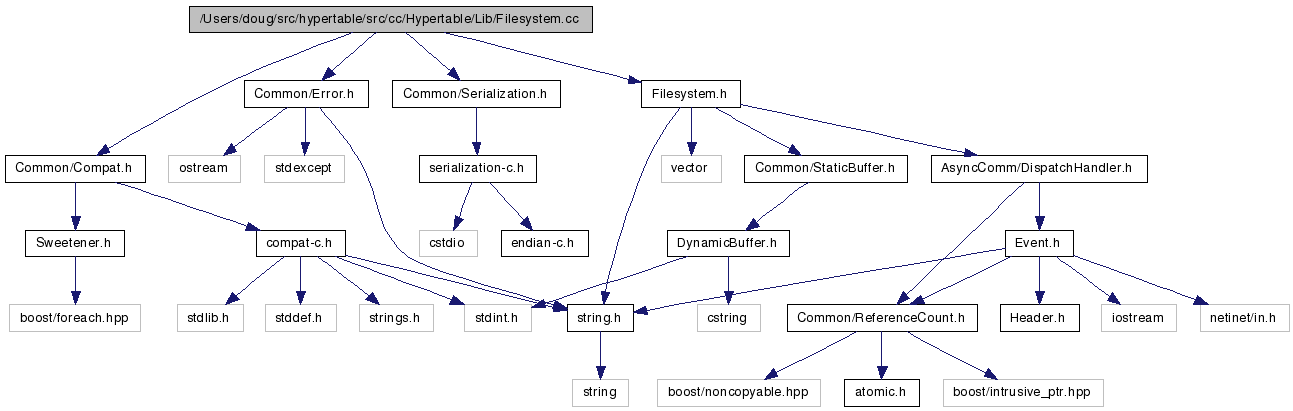 /Users/doug/src/hypertable/src/cc/Hypertable/Lib/Filesystem.cc
Common/Error.h
Common/Serialization.h
Filesystem.h
Common/Compat.h
ostream
stdexcept
serialization-c.h
vector
Common/StaticBuffer.h
AsyncComm/DispatchHandler.h
Sweetener.h
compat-c.h
cstdio
endian-c.h
DynamicBuffer.h
Event.h
boost/foreach.hpp
stdlib.h
stddef.h
strings.h
stdint.h
string.h
cstring
Common/ReferenceCount.h
Header.h
iostream
netinet/in.h
string
boost/noncopyable.hpp
atomic.h
boost/intrusive_ptr.hpp